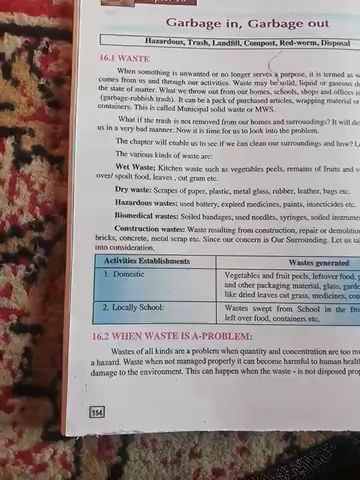 Garbage in, Garbage out
Hazardous, Trash, Landfill, Compost, Red-worm, Disposal
16.1 WASTE
When something is unwanted or no longer serves a purpose, it is termed as
comes from us and through our activities. Waste may be solid, liquid or gaseous
the state of matter. What we throw out from our homes, schools, shops and offices
(garbage-rubbish trash). It can be a pack of purchased articles, wrapping material or
containers. This is called Municipal solid waste or MWS.
What if the trash is not removed from our homes and surroundings? It will
us in a very bad manner. Now it is time for us to look into the problem.
The chapter will enable us to see if we can clean our surroundings and how?
The various kinds of waste are:
Wet Waste: Kitchen waste such as vegetables peels, remains of fruits and
over/ spoilt food, leaves , cut gram etc.
Dry waste: Scrapes of paper, plastic, metal glass, rubber, leather, bags etc.
Hazardous wastes: used battery, expired medicines, paints, insecticides etc.
Biomedical wastes: Soiled bandages, used needles, syringes, soiled
Construction wastes: Waste resulting from construction, repair or
bricks, concrete, metal scrap etc. Since our concern is Our Surrounding. Let us
into consideration.
Activities Establishments Wastes generated
1. Domestic Vegetables and fruit peels, leftover food,
and other packaging material, glass,
like dried leaves cut grass, medicines,
2. Locally School: Wastes swept from School in the
left over food, containers etc.
16.2 WHEN WASTE IS A-PROBLEM:
Wastes of all kinds are a problem when quantity and concentration are too
a hazard. Waste when not managed properly it can become harmful to human
damage to the environment. This can happen when the waste - is not disposed
154